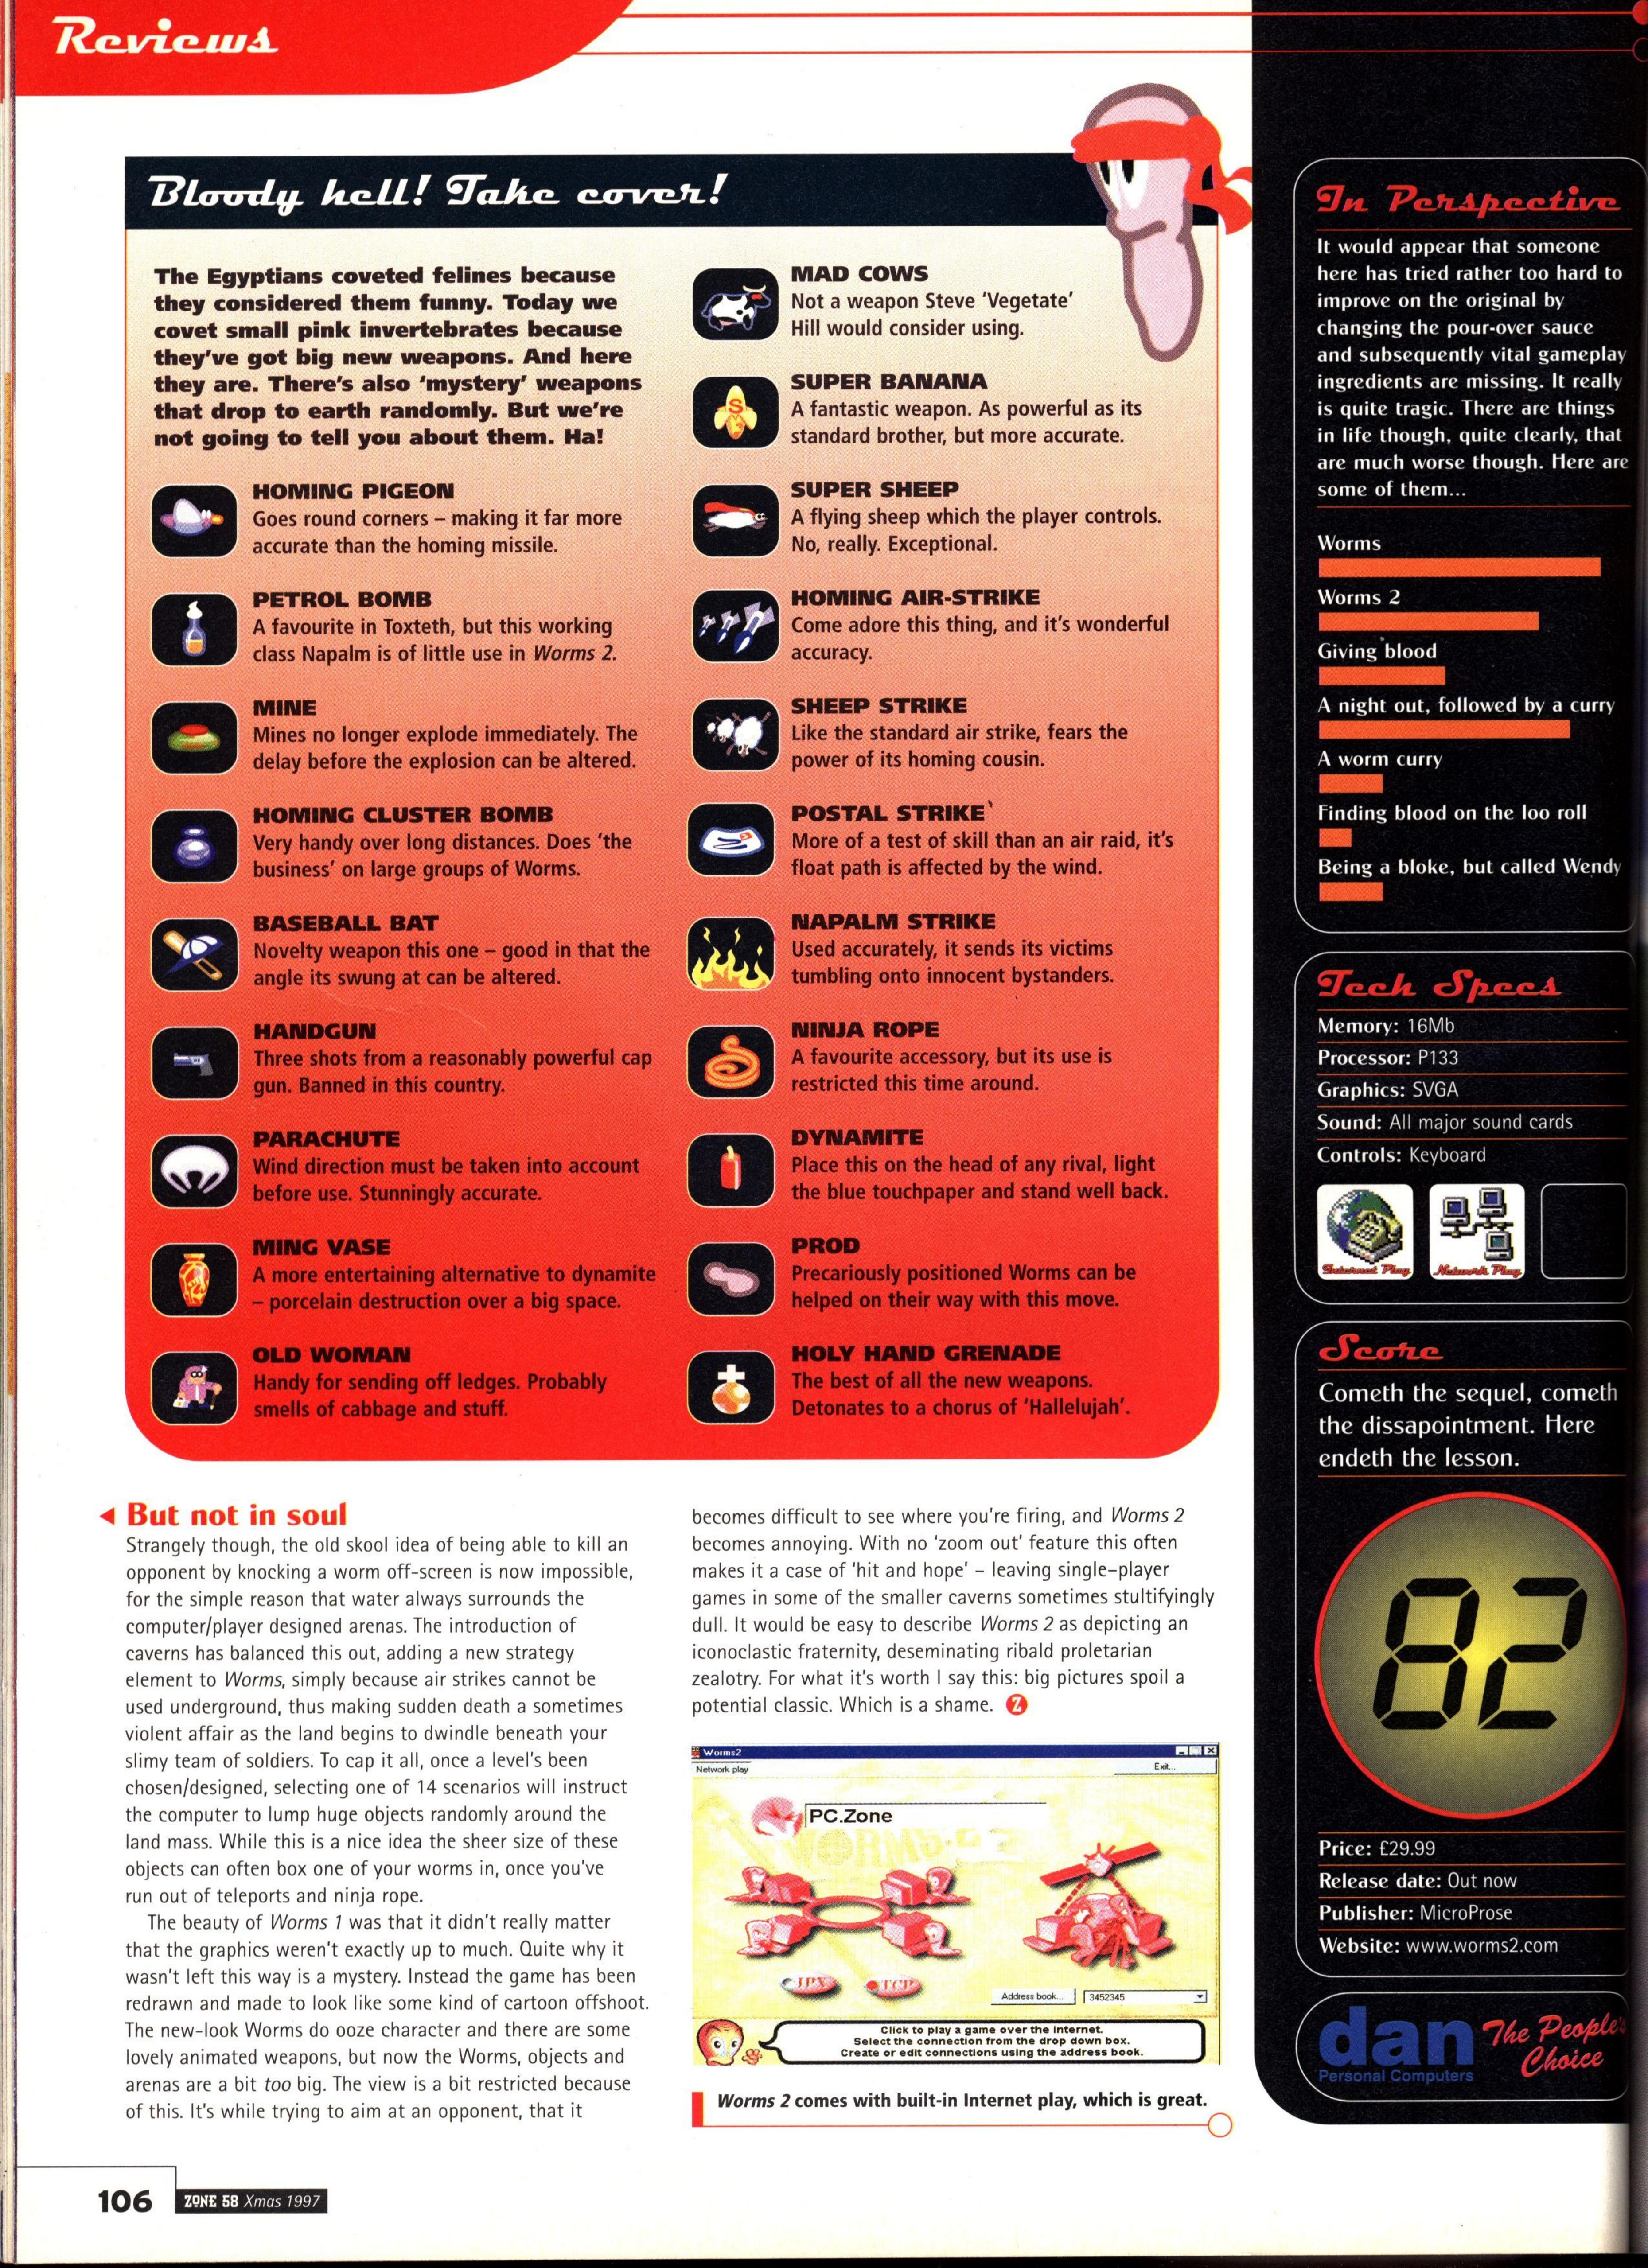 Reviews
Bloody hell! Take cover!
The Egyptians coveted felines because
they considered them funny. Today we
covet small pink invertebrates because
they've got big new weapons. And here
they are. There's also 'mystery' weapons
that drop to earth randomly. But we're
not going to tell you about them. Ha!
HOMING PIGEON
Goes round corners – making it far more
accurate than the homing missile.
PETROL BOMB
A favourite in Toxteth, but this working
class Napalm is of little use in Worms 2.
MINE
Mines no longer explode immediately. The
delay before the explosion can be altered.
HOMING CLUSTER BOMB
Very handy over long distances. Does 'the
business' on large groups of Worms.
BASEBALL BAT
Novelty weapon this one – good in that the
angle its swung at can be altered.
HANDGUN
Three shots from a reasonably powerful cap
gun. Banned in this country.
PARACHUTE
Wind direction must be taken into account
before use. Stunningly accurate.
MING VASE
A more entertaining alternative to dynamite
– porcelain destruction over a big space.
OLD WOMAN
Handy for sending off ledges. Probably
smells of cabbage and stuff.
MAD COWS
Not a weapon Steve 'Vegetate'
Hill would consider using.
S
SUPER BANANA
A fantastic weapon. As powerful as its
standard brother, but more accurate.
SUPER SHEEP
A flying sheep which the player controls.
No, really. Exceptional.
HOMING AIR-STRIKE
Come adore this thing, and it's wonderful
accuracy.
SHEEP STRIKE
Like the standard air strike, fears the
power of its homing cousin.
POSTAL STRIKE
More of a test of skill than an air raid, it's
float path is affected by the wind.
NAPALM STRIKE
Used accurately, it sends its victims
tumbling onto innocent bystanders.
NINJA ROPE
A favourite accessory, but its use is
restricted this time around.
DYNAMITE
Place this on the head of any rival, light
the blue touchpaper and stand well back.
PROD
Precariously positioned Worms can be
helped on their way with this move.
HOLY HAND GRENADE
The best of all the new weapons.
Detonates to a chorus of 'Hallelujah'.
But not in soul
Strangely though, the old skool idea of being able to kill an
opponent by knocking a worm off-screen is now impossible,
for the simple reason that water always surrounds the
computer/player designed arenas. The introduction of
caverns has balanced this out, adding a new strategy
element to Worms, simply because air strikes cannot be
used underground, thus making sudden death a sometimes
violent affair as the land begins to dwindle beneath your
slimy team of soldiers. To cap it all, once a level's been
chosen/designed, selecting one of 14 scenarios will instruct
the computer to lump huge objects randomly around the
land mass. While this is a nice idea the sheer size of these
objects can often box one of your worms in, once you've
run out of teleports and ninja rope.
The beauty of Worms 1 was that it didn't really matter
that the graphics weren't exactly up to much. Quite why it
wasn't left this way is a mystery. Instead the game has been
redrawn and made to look like some kind of cartoon offshoot.
The new-look Worms do ooze character and there are some
lovely animated weapons, but now the Worms, objects and
arenas are a bit too big. The view is a bit restricted because
of this. It's while trying to aim at an opponent, that it
becomes difficult to see where you're firing, and Worms 2
becomes annoying. With no 'zoom out' feature this often
makes it a case of 'hit and hope' – leaving single-player
games in some of the smaller caverns sometimes stultifyingly
dull. It would be easy to describe Worms 2 as depicting an
iconoclastic fraternity, deseminating ribald proletarian
zealotry. For what it's worth I say this: big pictures spoil a
potential classic. Which is a shame. Z
Worms2
Network play
Exit...
PC.Zone
IPX
TCP
Address book...
3452345
Click to play a game over the internet.
Select the connection from the drop down box.
Create or edit connections using the address book.
Worms 2 comes with built-in Internet play, which is great.
In Perspective
It would appear that someone
here has tried rather too hard to
improve on the original by
changing the pour-over sauce
and subsequently vital gameplay
ingredients are missing. It really
is quite tragic. There are things
in life though, quite clearly, that
are much worse though. Here are
some of them...
Worms
Worms 2
Giving blood
A night out, followed by a curry
A worm curry
Finding blood on the loo roll
Being a bloke, but called Wendy
Tech Specs
Memory: 16Mb
Processor: P133
Graphics: SVGA
Sound: All major sound cards
Controls: Keyboard
Internet Play
Network Play
Score
Cometh the sequel, cometh
the dissapointment. Here
endeth the lesson.
82
Price: £29.99
Release date: Out now
Publisher: MicroProse
Website: www.worms2.com
dan
Personal Computers
The People's
Choice
106
ZONE 58 Xmas 1997